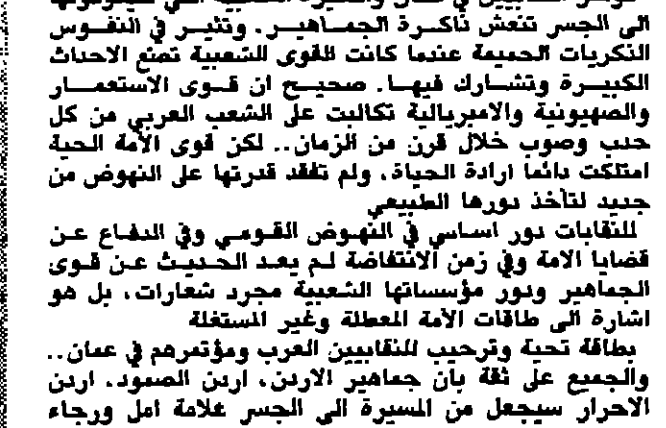 الى الجسر تنعش ذاكرة الجماهير. وتثير في النفوس
الذكريات الحميمة عندما كانت للقوى الشعبية تصنع الاحداث
الكبيرة وتشارك فيها. صحيح ان قوى الاستعمار
والصهيونية والامبريالية تكالبت على الشعب العربي من كل
حدب وصوب خلال قرن من الزمان.. لكن قوى الأمة الحية
امتلكت دائما ارادة الحياة، ولم تفقد قدرتها على النهوض من
جديد لتأخذ دورها الطبيعي
للنقابات دور اساسي في النهوض القومي وفي الدفاع عن
قضايا الامة وفي زمن الانتفاضة لم يعد الحديث عن قوى
الجماهير ودور مؤسساتها الشعبية مجرد شعارات، بل هو
اشارة الى طاقات الأمة المعطلة وغير المستغلة
بطاقة تحية وترحيب للنقابيين العرب ومؤتمرهم في عمان..
والجميع على ثقة بأن جماهير الاردن، اردن الصمود، اردن
الاحرار سيجعل من المسيرة الى الجسر علامة امل ورجاء